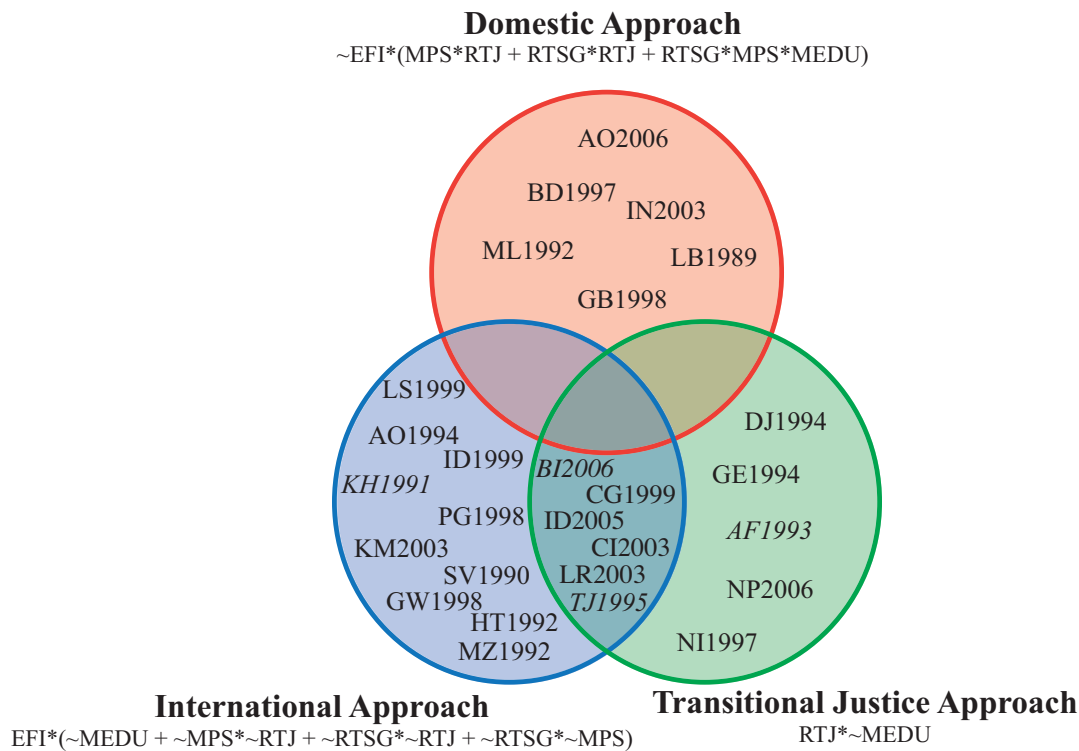 Domestic Approach
~EFI*(MPS*RTJ + RTSG*RTJ + RTSG*MPS*MEDU)
AO2006
BD1997
IN2003
ML1992
LB1989
GB1998
LS1999
AO1994
ID1999
KH1991
PG1998
KM2003
SV1990
GW1998
HT1992
MZ1992
BI2006
CG1999
ID2005
CI2003
LR2003
TJ1995
DJ1994
GE1994
AF1993
NP2006
NI1997
International Approach
EFI*(~MEDU + ~MPS*~RTJ + ~RTSG*~RTJ + ~RTSG*~MPS)
Transitional Justice Approach
RTJ*~MEDU